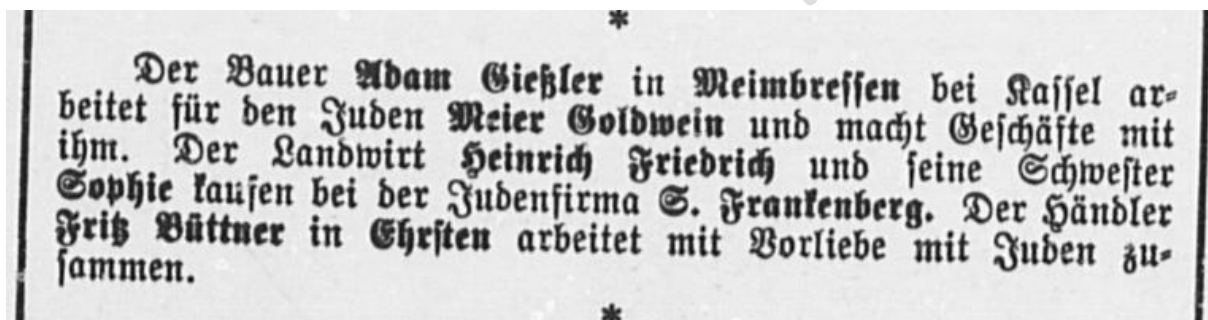 *
Der Bauer Adam Gießler in Meimbressen bei Kassel ar-
beitet für den Juden Meier Goldwein und macht Geschäfte mit
ihm. Der Landwirt Heinrich Friedrich und seine Schwester
Sophie kaufen bei der Judenfirma S. Frankenberg. Der Händler
Fritz Büttner in Ehrsten arbeitet mit Vorliebe mit Juden zu-
sammen.
*